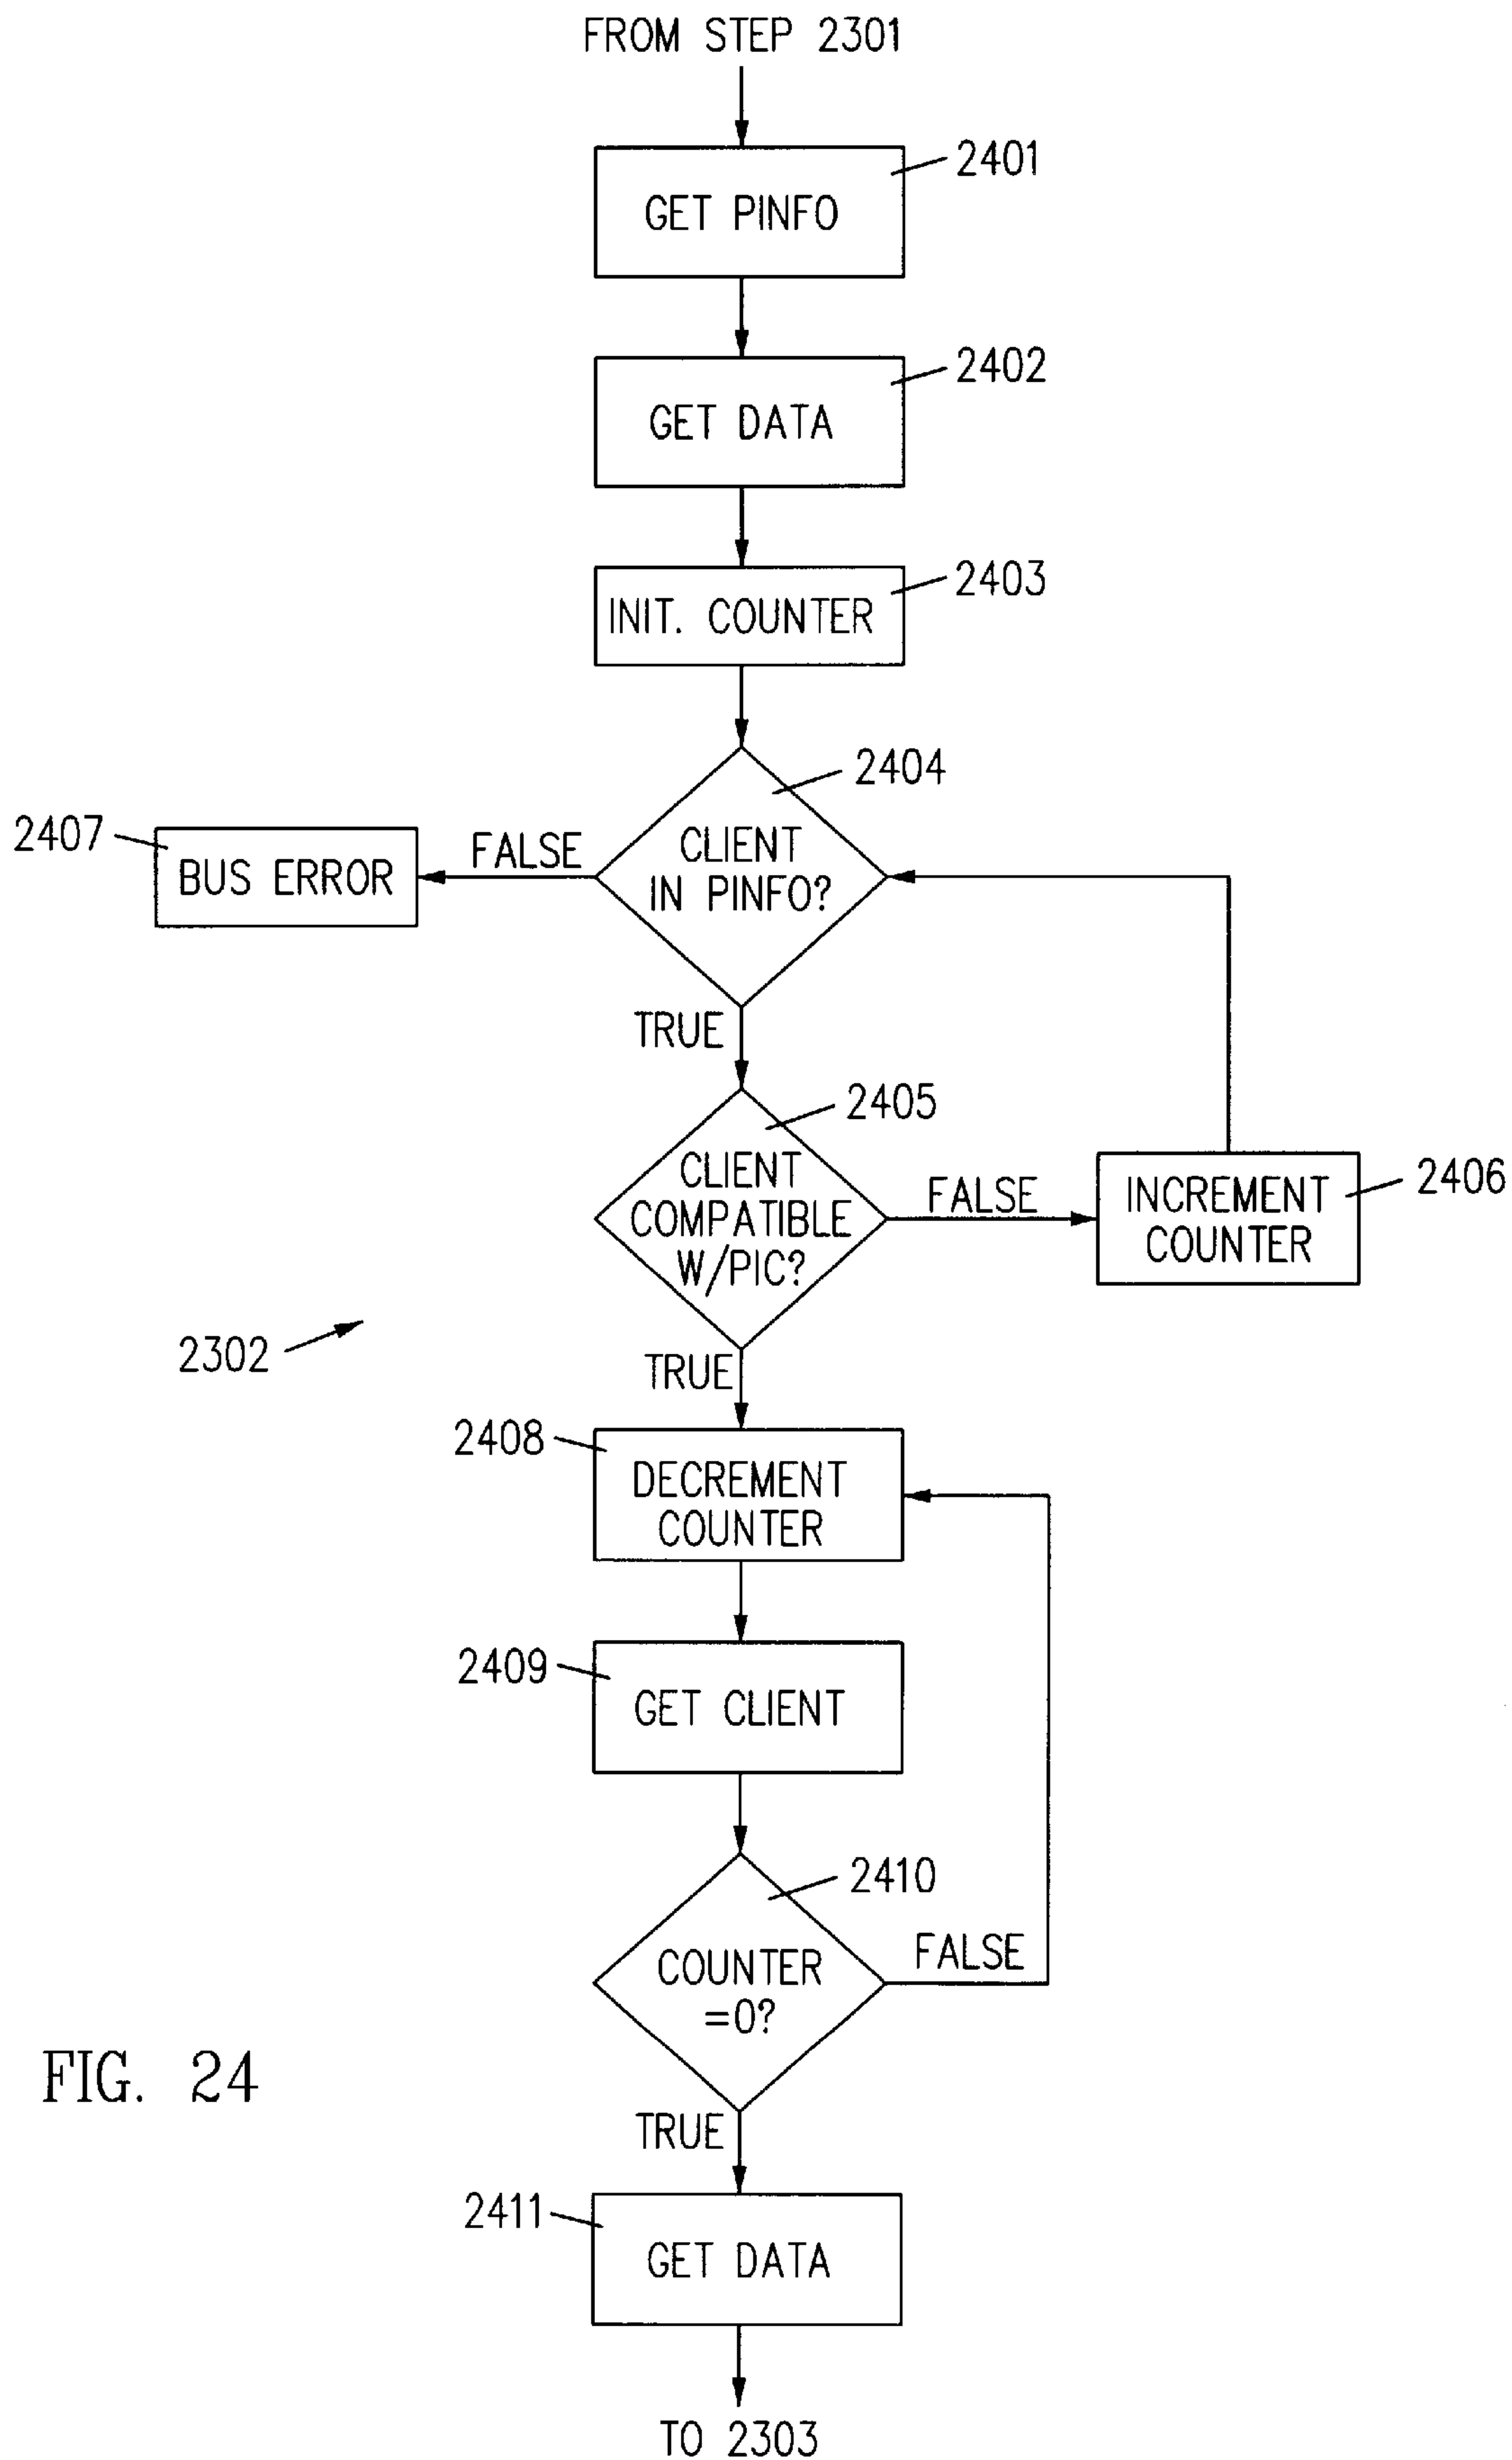 FROM STEP 2301
2401
GET PINFO
2402
GET DATA
2403
INIT. COUNTER
2404
CLIENT
IN PINFO?
FALSE
2407
BUS ERROR
TRUE
2405
CLIENT
COMPATIBLE
W/PIC?
FALSE
INCREMENT
COUNTER
2406
2302
TRUE
2408
DECREMENT
COUNTER
2409
GET CLIENT
2410
COUNTER
=0?
FALSE
FIG. 24
TRUE
2411
GET DATA
TO 2303